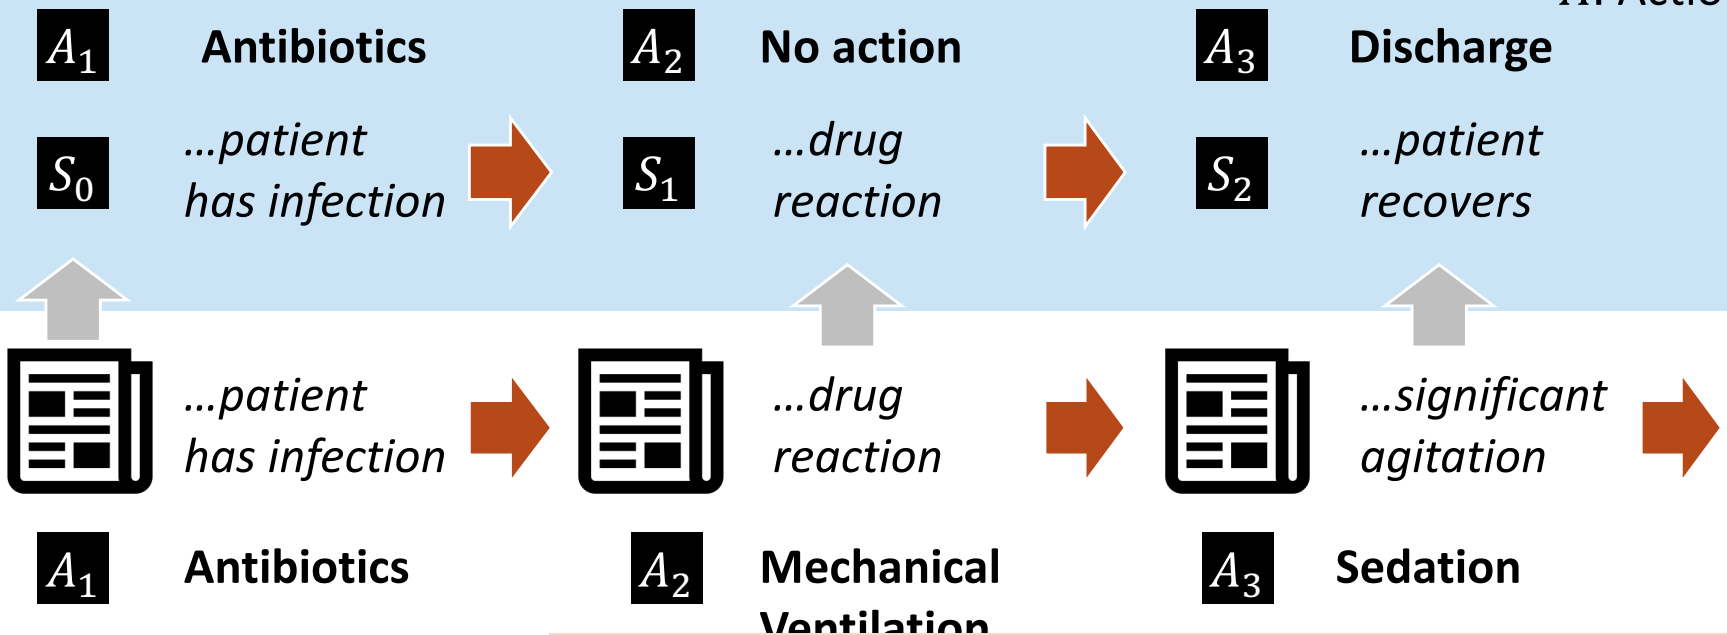 A₁ Antibiotics A₂ No action A₃ Discharge
S₀ ...patient has infection
S₁ ...drug reaction
S₂ ...patient recovers
...patient has infection
...drug reaction
...significant agitation
A₁ Antibiotics
A₂ Mechanical Ventilation
A₃ Sedation